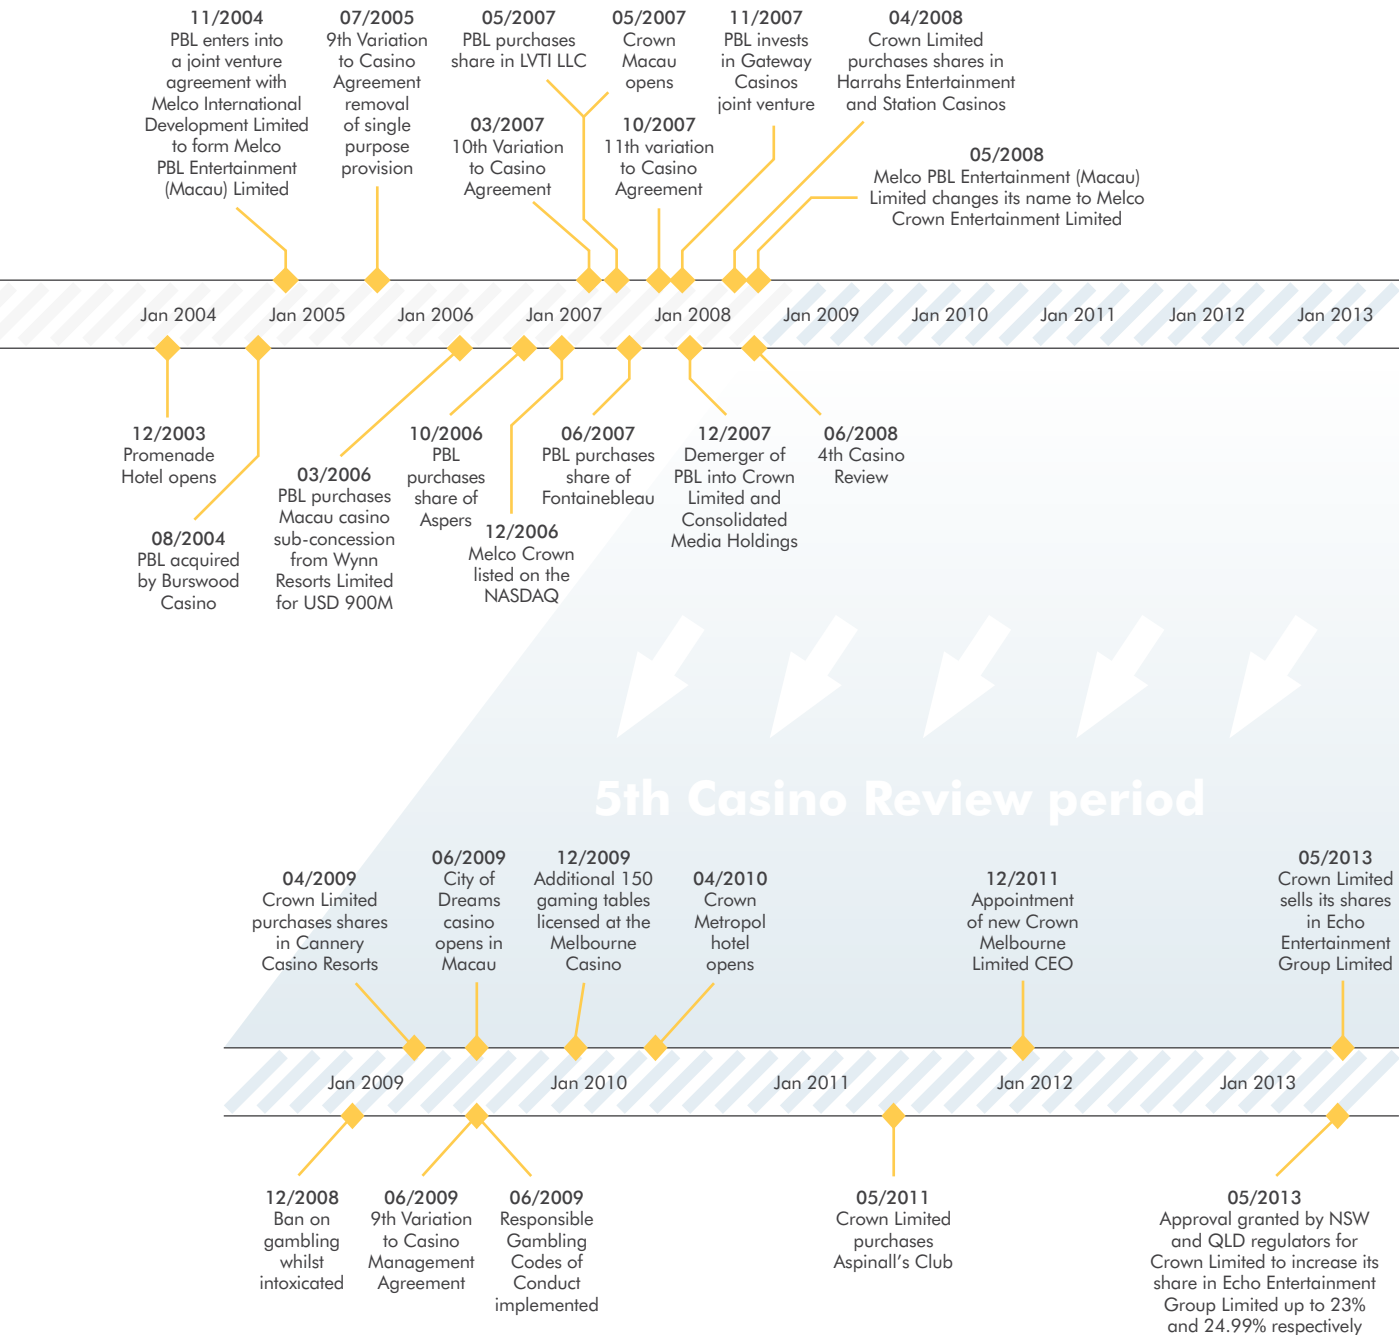 11/2004
PBL enters into
a joint venture
agreement with
Melco International
Development Limited
to form Melco
PBL Entertainment
(Macau) Limited
07/2005
9th Variation
to Casino
Agreement
removal
of single
purpose
provision
05/2007
PBL purchases
share in LVTI LLC
03/2007
10th Variation
to Casino
Agreement
05/2007
Crown
Macau
opens
10/2007
11th variation
to Casino
Agreement
11/2007
PBL invests
in Gateway
Casinos
joint venture
04/2008
Crown Limited
purchases shares in
Harrahs Entertainment
and Station Casinos
05/2008
Melco PBL Entertainment (Macau)
Limited changes its name to Melco
Crown Entertainment Limited
Jan 2004 Jan 2005 Jan 2006 Jan 2007 Jan 2008 Jan 2009 Jan 2010 Jan 2011 Jan 2012 Jan 2013
12/2003
Promenade
Hotel opens
08/2004
PBL acquired
by Burswood
Casino
03/2006
PBL purchases
Macau casino
sub-concession
from Wynn
Resorts Limited
for USD 900M
10/2006
PBL
purchases
share of
Aspers
12/2006
Melco Crown
listed on the
NASDAQ
06/2007
PBL purchases
share of
Fontainebleau
12/2007
Demerger of
PBL into Crown
Limited and
Consolidated
Media Holdings
06/2008
4th Casino
Review
5th Casino Review period
04/2009
Crown Limited
purchases shares
in Cannery
Casino Resorts
06/2009
City of
Dreams
casino
opens in
Macau
12/2009
Additional 150
gaming tables
licensed at the
Melbourne
Casino
04/2010
Crown
Metropol
hotel
opens
12/2011
Appointment
of new Crown
Melbourne
Limited CEO
05/2013
Crown Limited
sells its shares
in Echo
Entertainment
Group Limited
Jan 2009 Jan 2010 Jan 2011 Jan 2012 Jan 2013
12/2008
Ban on
gambling
whilst
intoxicated
06/2009
9th Variation
to Casino
Management
Agreement
06/2009
Responsible
Gambling
Codes of
Conduct
implemented
05/2011
Crown Limited
purchases
Aspinall's Club
05/2013
Approval granted by NSW
and QLD regulators for
Crown Limited to increase its
share in Echo Entertainment
Group Limited up to 23%
and 24.99% respectively